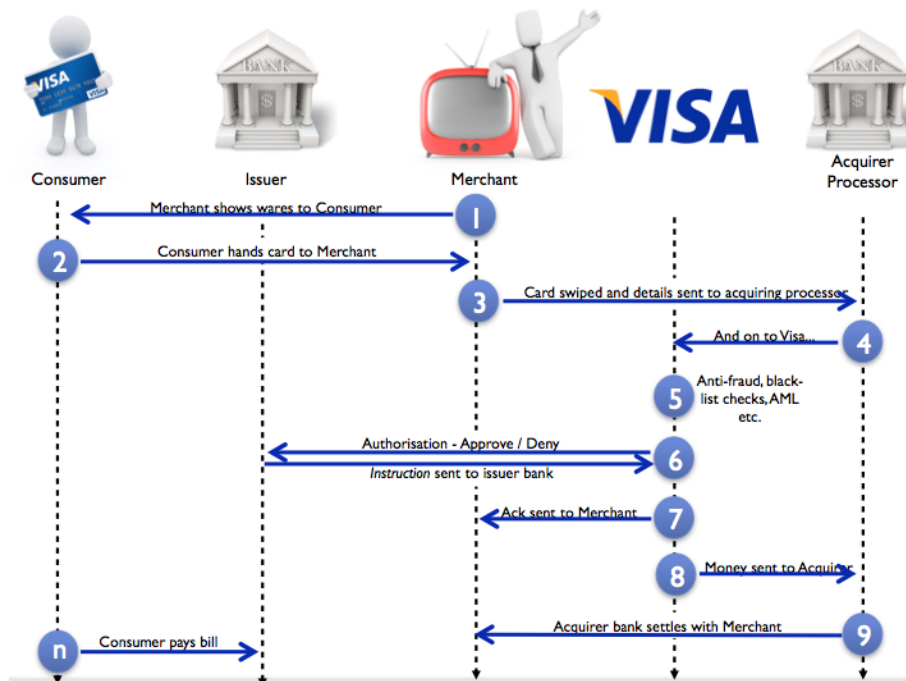 VISA
VISA
BANK
$
VISA
BANK
$
Consumer
Issuer
Merchant
Acquirer
Processor
Merchant shows wares to Consumer
1
2
Consumer hands card to Merchant
3
Card swiped and details sent to acquiring processor
And on to Visa...
4
5
Anti-fraud, black-
list checks, AML
etc.
Authorisation - Approve / Deny
6
Instruction sent to issuer bank
Ack sent to Merchant
7
8
Money sent to Acquirer
Acquirer bank settles with Merchant
9
n
Consumer pays bill